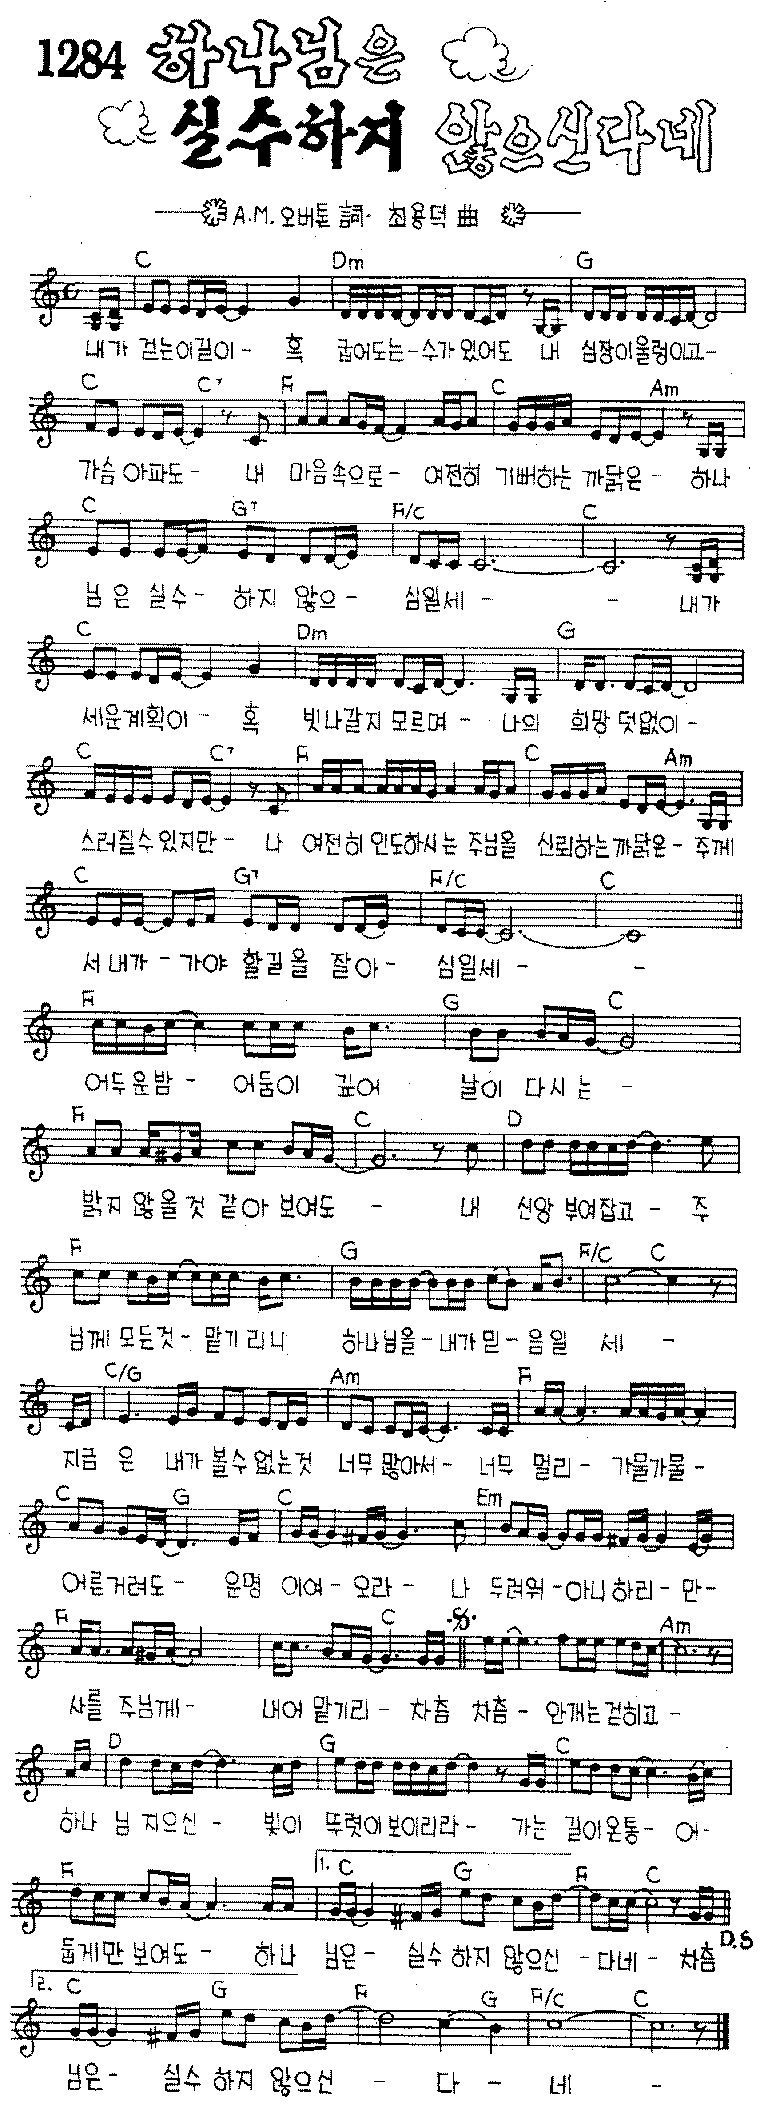 1284 하나님은
실수하지 않으신다네
A.M. 오버톤 詞· 최용덕 曲
C Dm G
내가 걷는이길이- 혹 굽어도는-수가있어도 내 심장이울렁이고-
C C7 F C Am
가슴아파도- 내 마음속으로- 여전히 기뻐하는 까닭은- 하나
C G7 F/C C
님은 실수- 하지 않으- 심일세- - 내가
C Dm G
세운계획이- 혹 빗나갈지 모르며- 나의 희망 덧없이-
C C7 F C Am
스러질수있지만- 나 여전히 인도하시는 주님을 신뢰하는까닭은- 주께
C G7 F/C C
서 내가- 가야 할길을 잘아- 심일세- -
F G C
어두운밤- 어둠이 깊어 날이 다시는-
F C D
밝지 않을것 같아 보여도- 내 신앙 부여잡고- 주
F G F/C C
님께 모든것- 맡기리니 하나님을-내가믿-음일 세-
C/G Am F
지금은 내가 볼수없는것 너무 많아서- 너무 멀리- 가물가물-
C G C Em
어른거려도- 운명 이여-오라- 나 두려워-아니하리-만-
F C 𝄋 Am
사를 주님께- 내어 맡기리- 차츰 차츰- 안개는걷히고-
D G C
하나 님 지으신- 빛이 뚜렷이보이리라- 가는 길이온통-어-
F 1. C G F C
둡게만 보여도- 하나 님은- 실수 하지 않으신-다네- 차츰
D.S
2. C G F G F/C C
님은- 실수 하지 않으신- 다- 네-